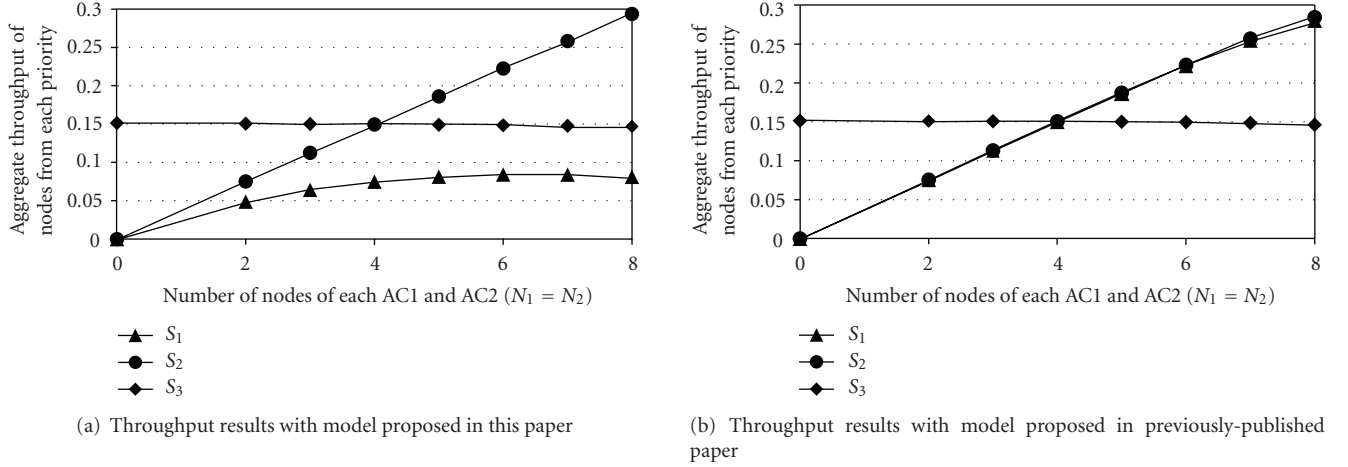 Aggregate throughput of
nodes from each priority
0.3
0.25
0.2
0.15
0.1
0.05
0
0 2 4 6 8
Number of nodes of each AC1 and AC2 (N₁ = N₂)
S₁
S₂
S₃
(a) Throughput results with model proposed in this paper
Aggregate throughput of
nodes from each priority
0.3
0.25
0.2
0.15
0.1
0.05
0
0 2 4 6 8
Number of nodes of each AC1 and AC2 (N₁ = N₂)
S₁
S₂
S₃
(b) Throughput results with model proposed in previously-published
paper